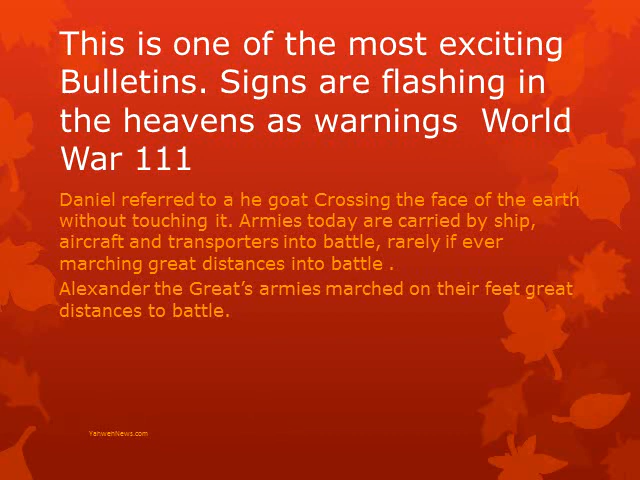 This is one of the most exciting
Bulletins. Signs are flashing in
the heavens as warnings  World
War 111
Daniel referred to a he goat Crossing the face of the earth
without touching it. Armies today are carried by ship,
aircraft and transporters into battle, rarely if ever
marching great distances into battle .
Alexander the Great’s armies marched on their feet great
distances to battle.
YahwehNews.com